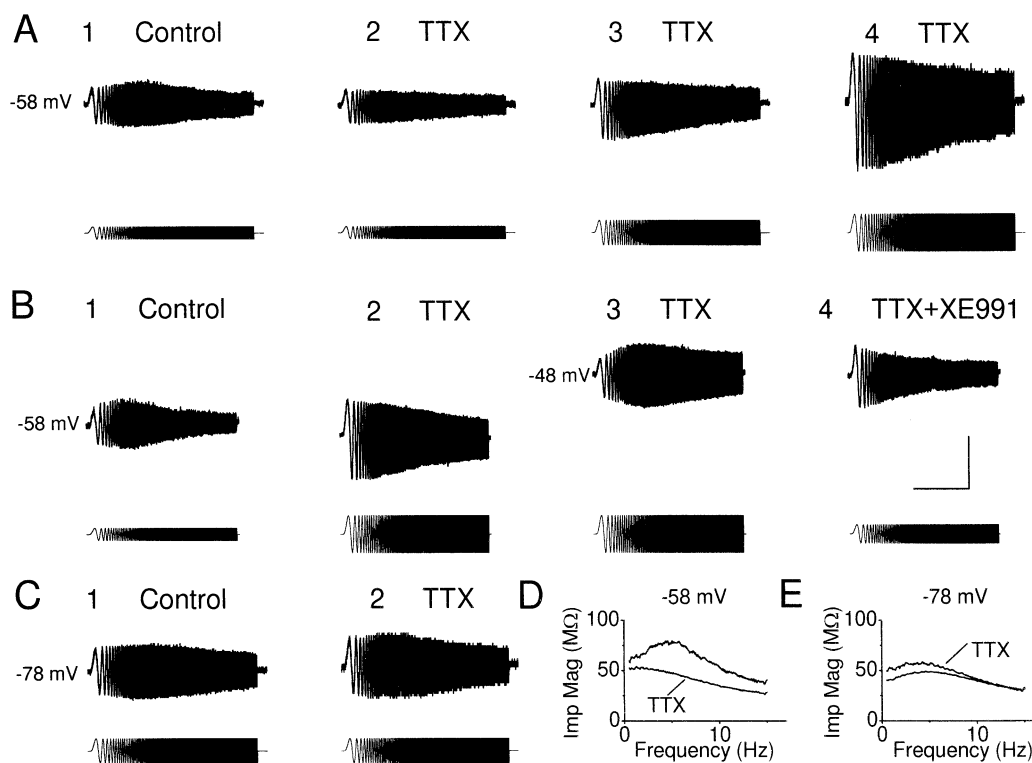 A 1 Control 2 TTX 3 TTX 4 TTX
-58 mV
B 1 Control 2 TTX 3 TTX 4 TTX+XE991
-58 mV
-48 mV
C 1 Control 2 TTX
-78 mV
D -58 mV
Imp Mag (MΩ)
100
50
0
TTX
0 10
Frequency (Hz)
E -78 mV
Imp Mag (MΩ)
100
50
0
TTX
0 10
Frequency (Hz)